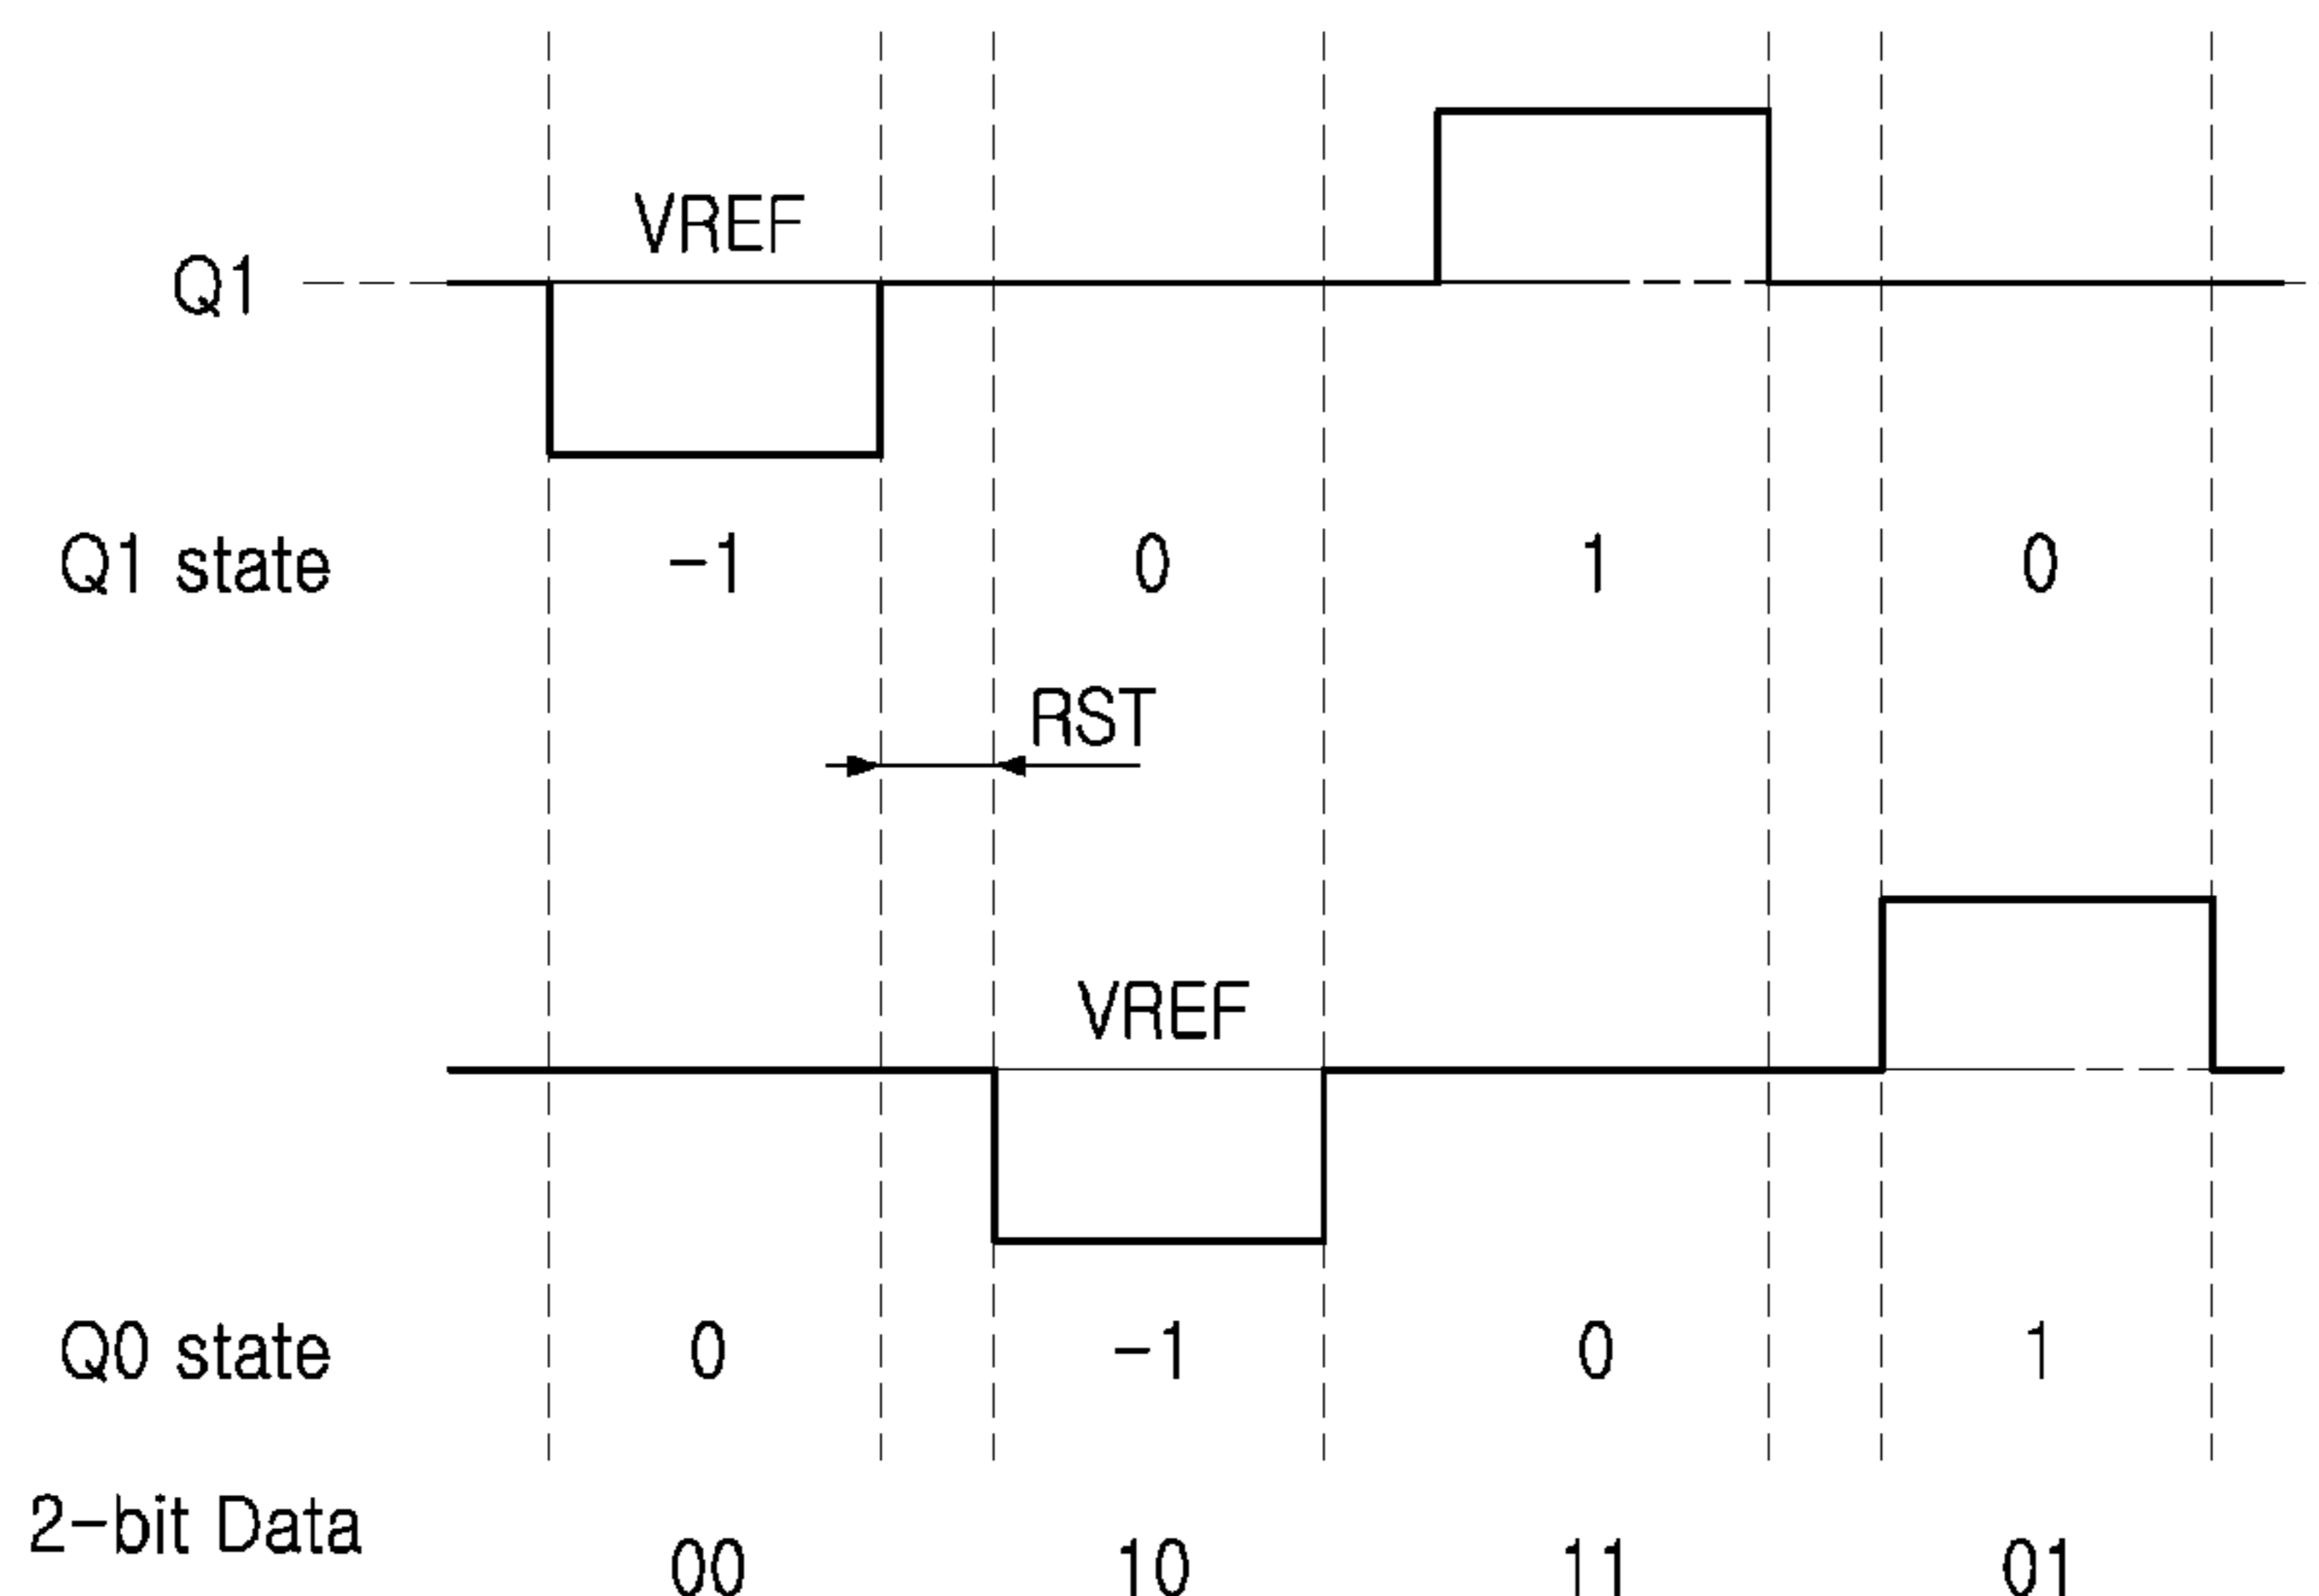 VREF
Q1
Q1 state -1 0 1 0
RST
VREF
Q0 state 0 -1 0 1
2-bit Data 00 10 11 01